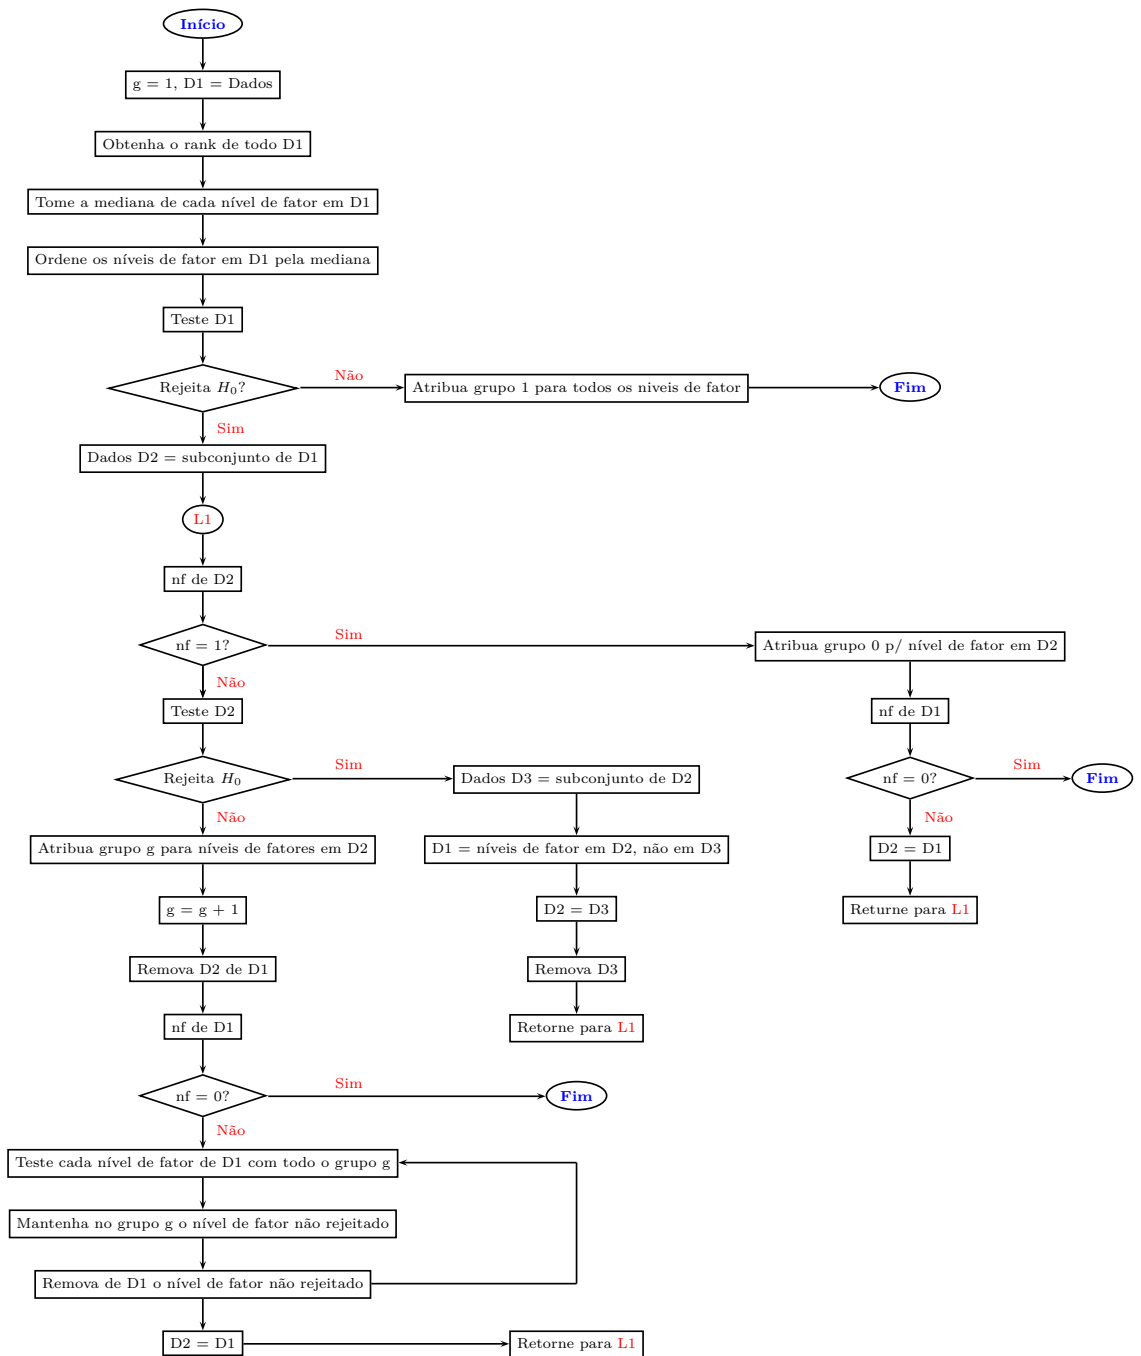 Início
g = 1, D1 = Dados
Obtenha o rank de todo D1
Tome a mediana de cada nível de fator em D1
Ordene os níveis de fator em D1 pela mediana
Teste D1
Rejeita H₀?
Não
Atribua grupo 1 para todos os niveis de fator
Fim
Sim
Dados D2 = subconjunto de D1
L1
nf de D2
nf = 1?
Sim
Atribua grupo 0 p/ nível de fator em D2
Não
Teste D2
nf de D1
Rejeita H₀
Sim
Dados D3 = subconjunto de D2
nf = 0?
Sim
Fim
Não
Não
Atribua grupo g para níveis de fatores em D2
D1 = níveis de fator em D2, não em D3
D2 = D1
g = g + 1
D2 = D3
Returne para L1
Remova D2 de D1
Remova D3
nf de D1
Retorne para L1
nf = 0?
Sim
Fim
Não
Teste cada nível de fator de D1 com todo o grupo g
Mantenha no grupo g o nível de fator não rejeitado
Remova de D1 o nível de fator não rejeitado
D2 = D1
Retorne para L1